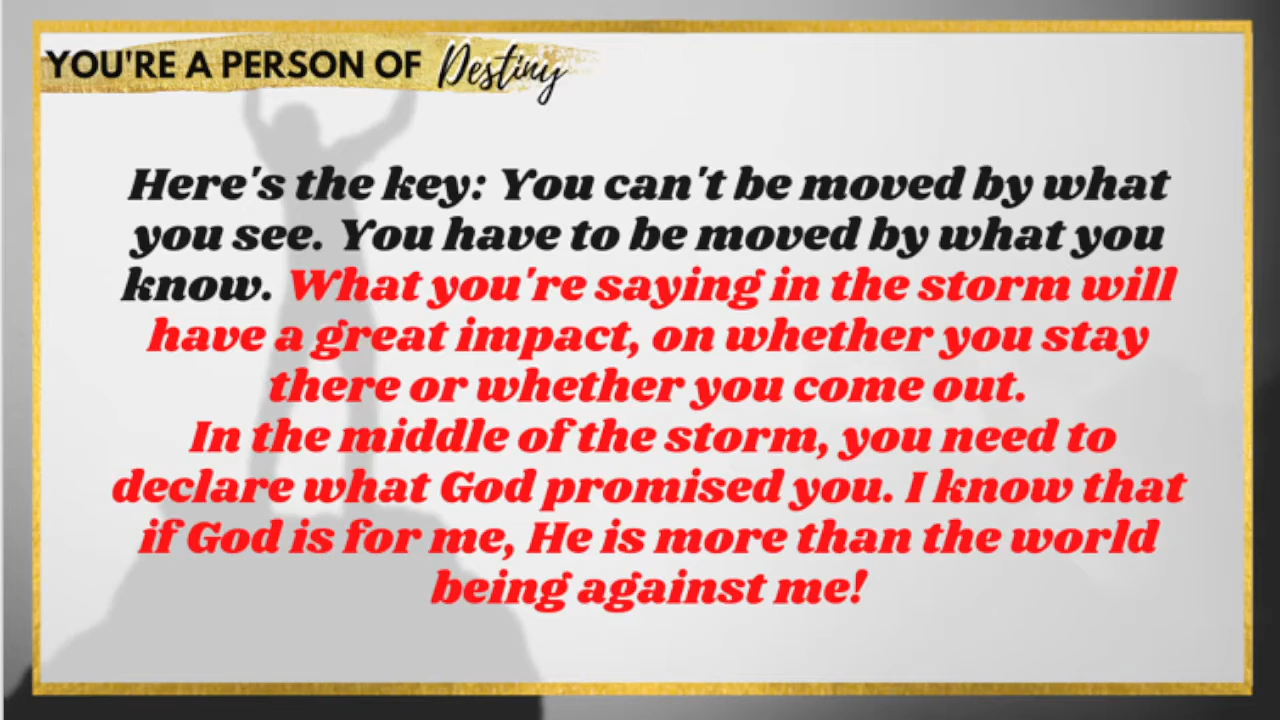 YOU'RE A PERSON OF Destiny
Here's the key: You can't be moved by what
you see. You have to be moved by what you
know. What you're saying in the storm will
have a great impact, on whether you stay
there or whether you come out.
In the middle of the storm, you need to
declare what God promised you. I know that
if God is for me, He is more than the world
being against me!